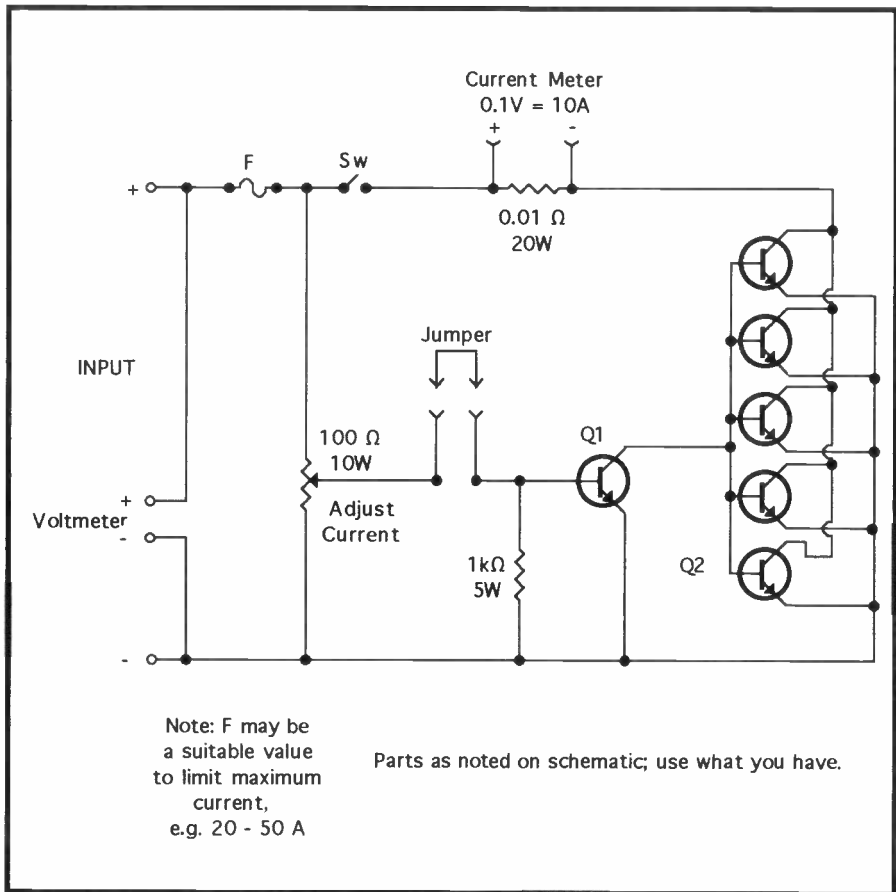 Current Meter
0.1V = 10A
+ -
F
Sw
+
0.01 Ω
20W
Jumper
INPUT
100 Ω
10W
Q1
Adjust
Current
+
Voltmeter
-
1kΩ
5W
Q2
-
Note: F may be
a suitable value
to limit maximum
current,
e.g. 20 - 50 A
Parts as noted on schematic; use what you have.